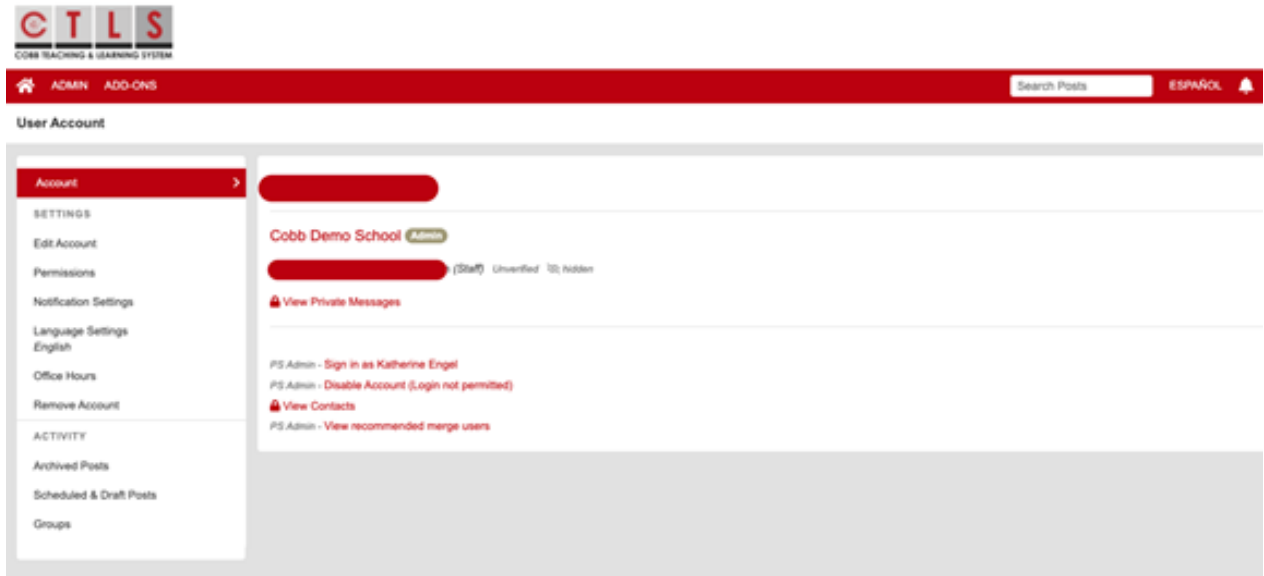 C T L S
COBB TEACHING & LEARNING SYSTEM
ADMIN ADD-ONS Search Posts ESPAÑOL
User Account
Account
SETTINGS
Edit Account
Permissions
Notification Settings
Language Settings
English
Office Hours
Remove Account
ACTIVITY
Archived Posts
Scheduled & Draft Posts
Groups
Cobb Demo School Admin
(Staff) Unverified hidden
View Private Messages
PS Admin - Sign in as Katherine Engel
PS Admin - Disable Account (Login not permitted)
View Contacts
PS Admin - View recommended merge users